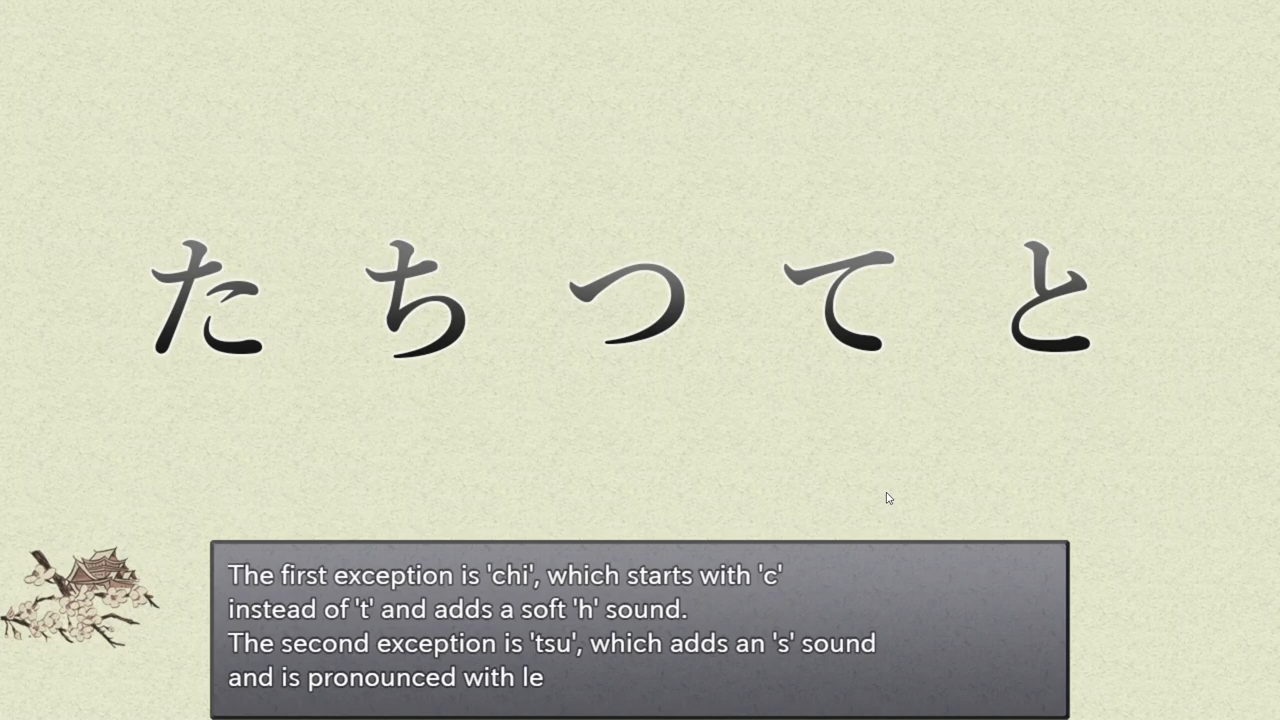 た ち つ て と
The first exception is 'chi', which starts with 'c'
instead of 't' and adds a soft 'h' sound.
The second exception is 'tsu', which adds an 's' sound
and is pronounced with le